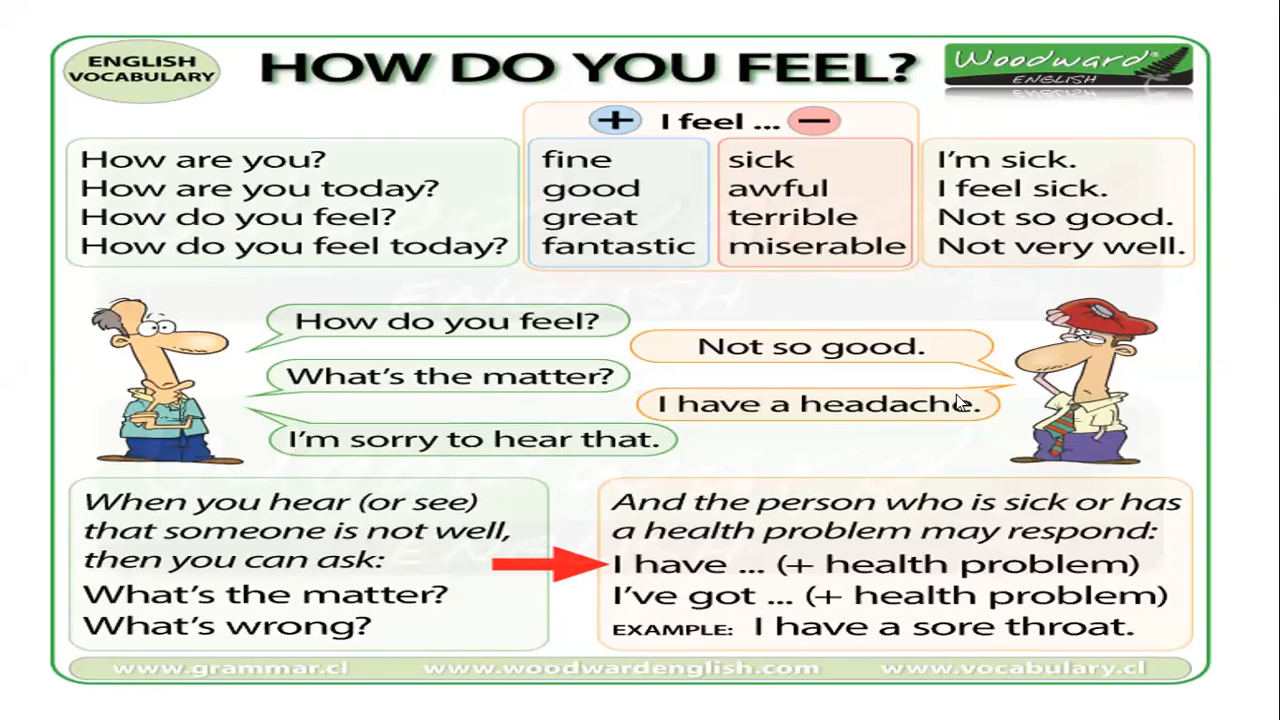 ENGLISH
VOCABULARY
HOW DO YOU FEEL?
Woodward
ENGLISH
+ I feel ... −
How are you?
How are you today?
How do you feel?
How do you feel today?
fine
good
great
fantastic
sick
awful
terrible
miserable
I'm sick.
I feel sick.
Not so good.
Not very well.
How do you feel?
Not so good.
What's the matter?
I have a headache.
I'm sorry to hear that.
When you hear (or see)
that someone is not well,
then you can ask:
What's the matter?
What's wrong?
And the person who is sick or has
a health problem may respond:
I have ... (+ health problem)
I've got ... (+ health problem)
EXAMPLE: I have a sore throat.
www.grammar.cl www.woodwardenglish.com www.vocabulary.cl